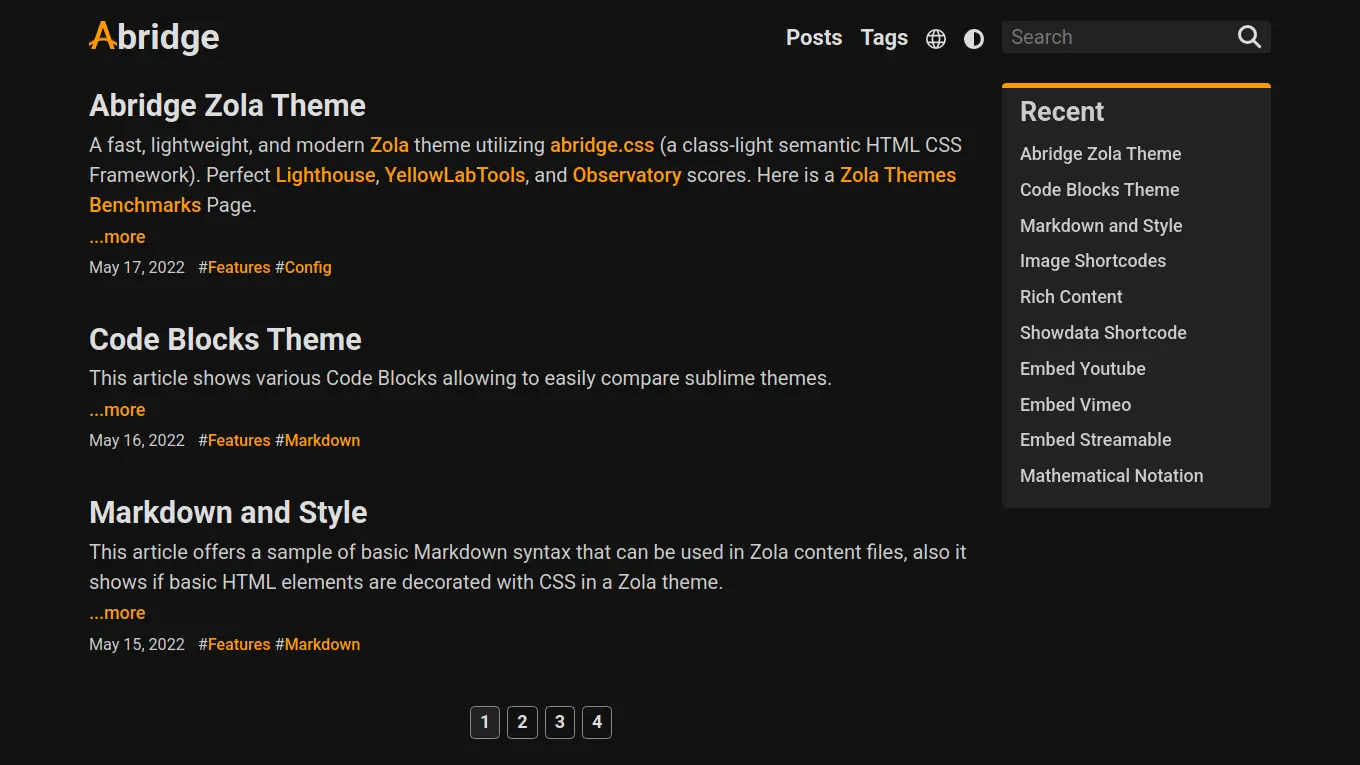 Abridge
Posts Tags Search
Abridge Zola Theme
A fast, lightweight, and modern Zola theme utilizing abridge.css (a class-light semantic HTML CSS
Framework). Perfect Lighthouse, YellowLabTools, and Observatory scores. Here is a Zola Themes
Benchmarks Page.
...more
May 17, 2022 #Features #Config
Code Blocks Theme
This article shows various Code Blocks allowing to easily compare sublime themes.
...more
May 16, 2022 #Features #Markdown
Markdown and Style
This article offers a sample of basic Markdown syntax that can be used in Zola content files, also it
shows if basic HTML elements are decorated with CSS in a Zola theme.
...more
May 15, 2022 #Features #Markdown
1 2 3 4
Recent
Abridge Zola Theme
Code Blocks Theme
Markdown and Style
Image Shortcodes
Rich Content
Showdata Shortcode
Embed Youtube
Embed Vimeo
Embed Streamable
Mathematical Notation